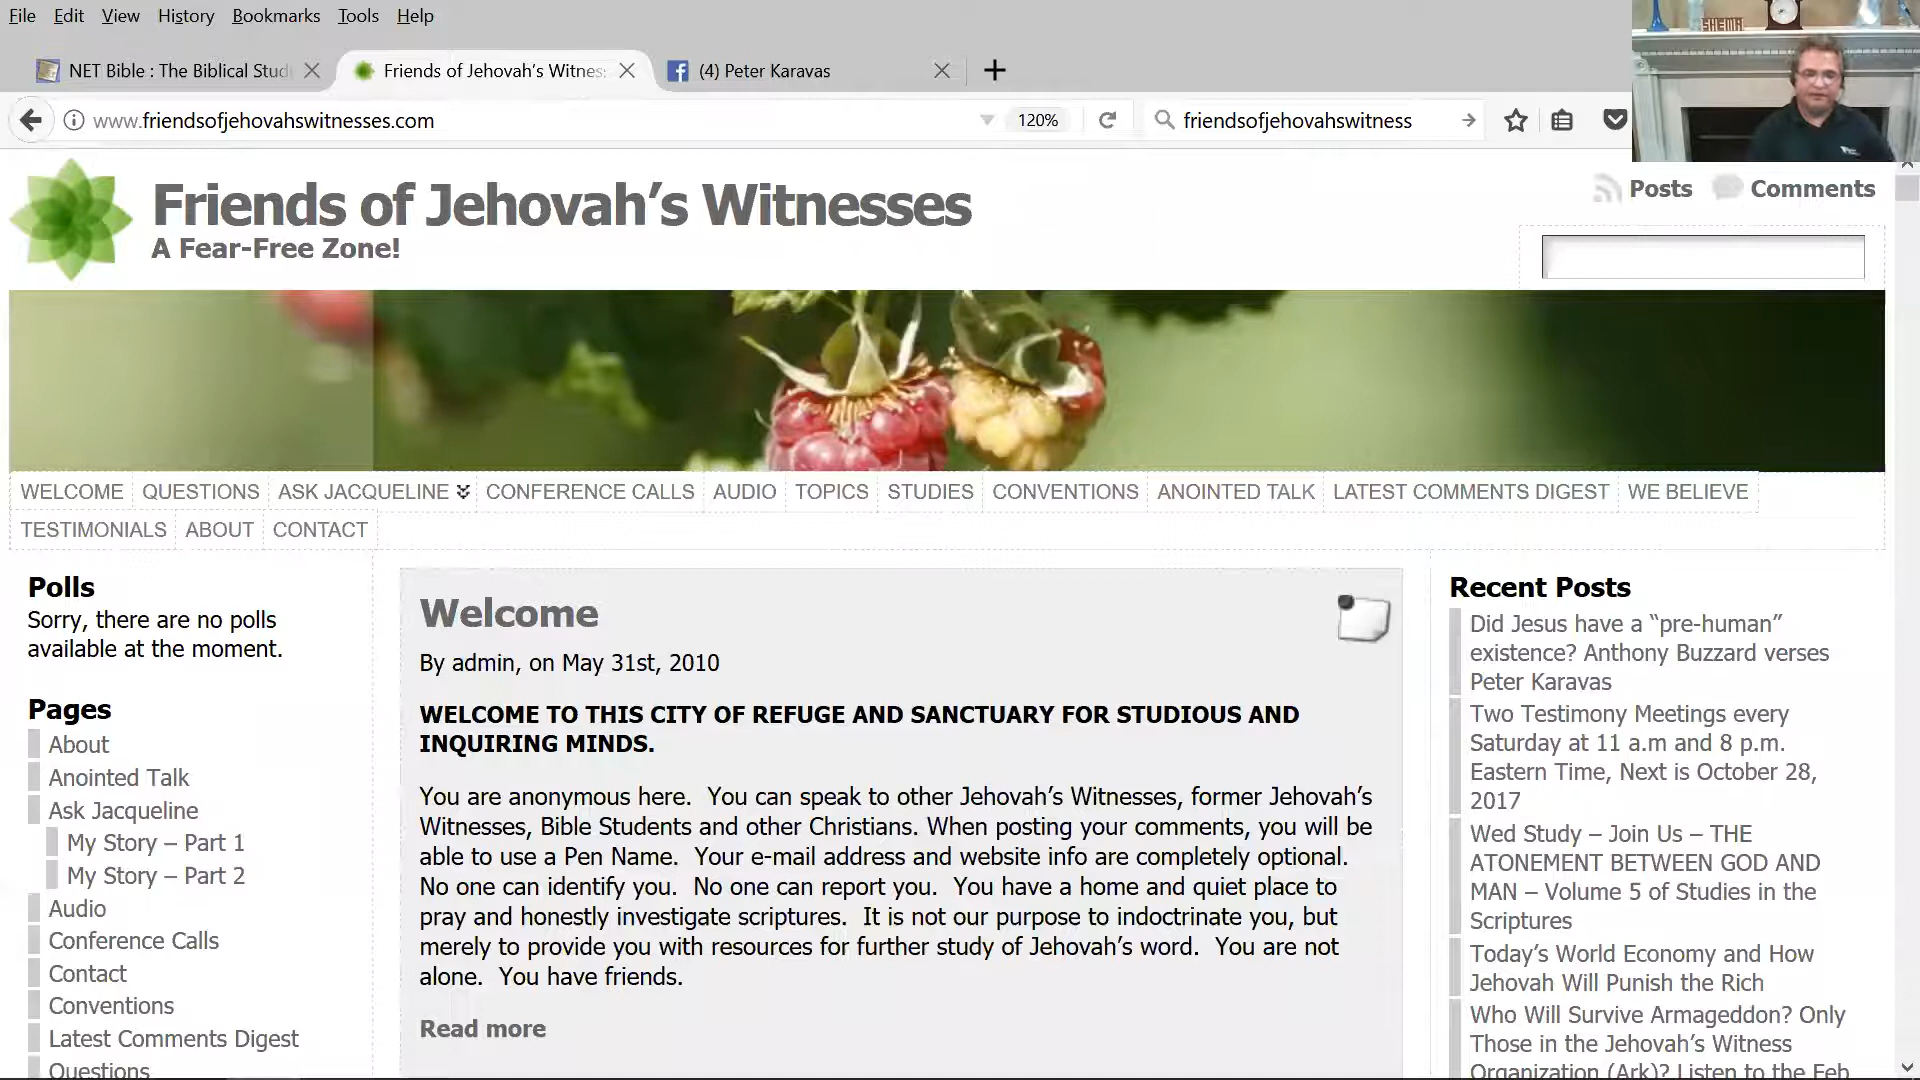 File Edit View History Bookmarks Tools Help
SHEMA
NET Bible : The Biblical Stud
Friends of Jehovah's Witnes:
(4) Peter Karavas
www.friendsofjehovahswitnesses.com
120%
friendsofjehovahswitness
Friends of Jehovah's Witnesses
A Fear-Free Zone!
Posts
Comments
WELCOME QUESTIONS ASK JACQUELINE CONFERENCE CALLS AUDIO TOPICS STUDIES CONVENTIONS ANOINTED TALK LATEST COMMENTS DIGEST WE BELIEVE
TESTIMONIALS ABOUT CONTACT
Polls
Sorry, there are no polls
available at the moment.
Pages
About
Anointed Talk
Ask Jacqueline
My Story – Part 1
My Story – Part 2
Audio
Conference Calls
Contact
Conventions
Latest Comments Digest
Questions
Welcome
By admin, on May 31st, 2010
WELCOME TO THIS CITY OF REFUGE AND SANCTUARY FOR STUDIOUS AND
INQUIRING MINDS.
You are anonymous here. You can speak to other Jehovah's Witnesses, former Jehovah's
Witnesses, Bible Students and other Christians. When posting your comments, you will be
able to use a Pen Name. Your e-mail address and website info are completely optional.
No one can identify you. No one can report you. You have a home and quiet place to
pray and honestly investigate scriptures. It is not our purpose to indoctrinate you, but
merely to provide you with resources for further study of Jehovah's word. You are not
alone. You have friends.
Read more
Recent Posts
Did Jesus have a “pre-human”
existence? Anthony Buzzard verses
Peter Karavas
Two Testimony Meetings every
Saturday at 11 a.m and 8 p.m.
Eastern Time, Next is October 28,
2017
Wed Study – Join Us – THE
ATONEMENT BETWEEN GOD AND
MAN – Volume 5 of Studies in the
Scriptures
Today's World Economy and How
Jehovah Will Punish the Rich
Who Will Survive Armageddon? Only
Those in the Jehovah's Witness
Organization (Ark)? Listen to the Feb